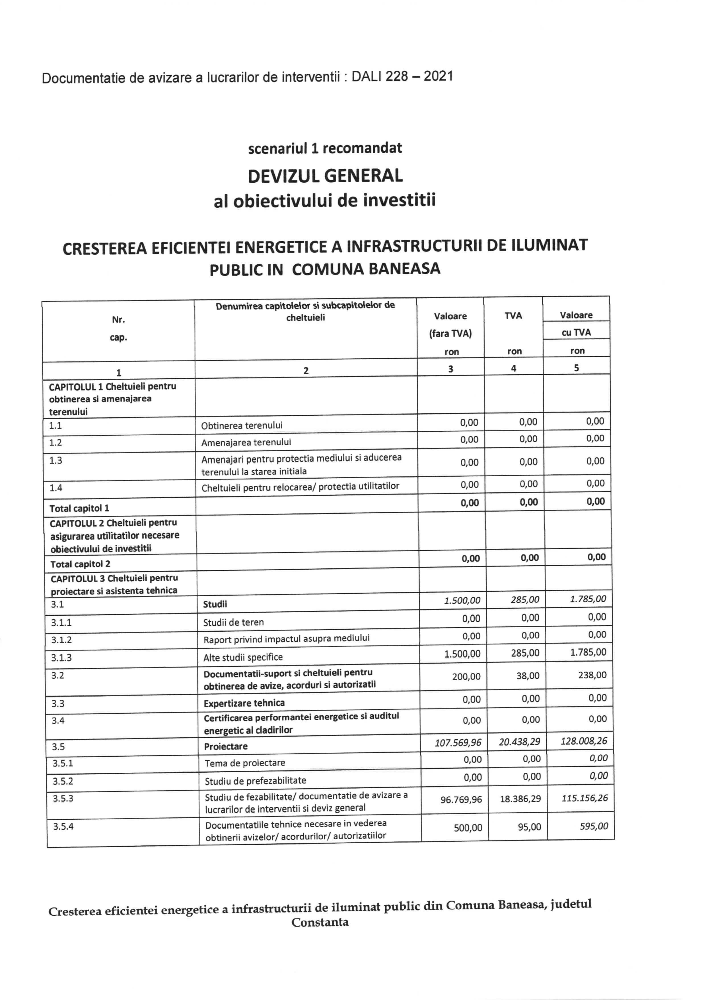 Documentatie de avizare a lucrarilor de interventii : DALI 228 – 2021
scenariul 1 recomandat
DEVIZUL GENERAL
al obiectivului de investitii
CRESTEREA EFICIENTEI ENERGETICE A INFRASTRUCTURII DE ILUMINAT
PUBLIC IN COMUNA BANEASA
Nr.
cap.
Denumirea capitolelor si subcapitolelor de
cheltuieli
Valoare
(fara TVA)
ron
TVA
ron
Valoare
cu TVA
ron
1 2 3 4 5
CAPITOLUL 1 Cheltuieli pentru
obtinerea si amenajarea
terenului
1.1 Obtinerea terenului 0,00 0,00 0,00
1.2 Amenajarea terenului 0,00 0,00 0,00
1.3 Amenajari pentru protectia mediului si aducerea
terenului la starea initiala 0,00 0,00 0,00
1.4 Cheltuieli pentru relocarea/ protectia utilitatilor 0,00 0,00 0,00
Total capitol 1 0,00 0,00 0,00
CAPITOLUL 2 Cheltuieli pentru
asigurarea utilitatilor necesare
obiectivului de investitii
Total capitol 2 0,00 0,00 0,00
CAPITOLUL 3 Cheltuieli pentru
proiectare si asistenta tehnica
3.1 Studii 1.500,00 285,00 1.785,00
3.1.1 Studii de teren 0,00 0,00 0,00
3.1.2 Raport privind impactul asupra mediului 0,00 0,00 0,00
3.1.3 Alte studii specifice 1.500,00 285,00 1.785,00
3.2 Documentatii-suport si cheltuieli pentru
obtinerea de avize, acorduri si autorizatii 200,00 38,00 238,00
3.3 Expertizare tehnica 0,00 0,00 0,00
3.4 Certificarea performantei energetice si auditul
energetic al cladirilor 0,00 0,00 0,00
3.5 Proiectare 107.569,96 20.438,29 128.008,26
3.5.1 Tema de proiectare 0,00 0,00 0,00
3.5.2 Studiu de prefezabilitate 0,00 0,00 0,00
3.5.3 Studiu de fezabilitate/ documentatie de avizare a
lucrarilor de interventii si deviz general 96.769,96 18.386,29 115.156,26
3.5.4 Documentatiile tehnice necesare in vederea
obtinerii avizelor/ acordurilor/ autorizatiilor 500,00 95,00 595,00
Cresterea eficientei energetice a infrastructurii de iluminat public din Comuna Baneasa, judetul
Constanta